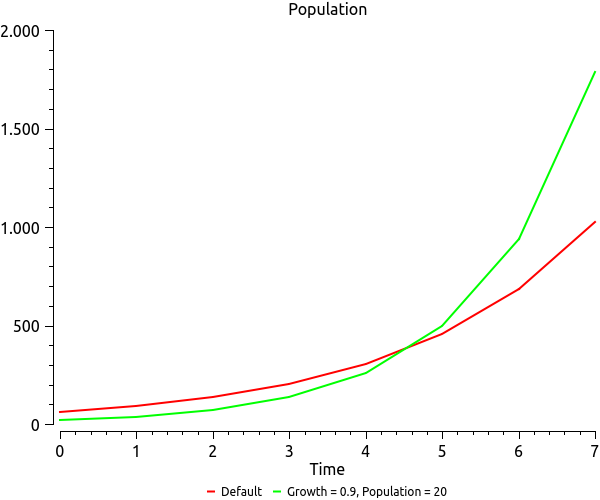 Population
2.000
1.500
1.000
500
0
0 1 2 3 4 5 6 7
Time
Default Growth = 0.9, Population = 20